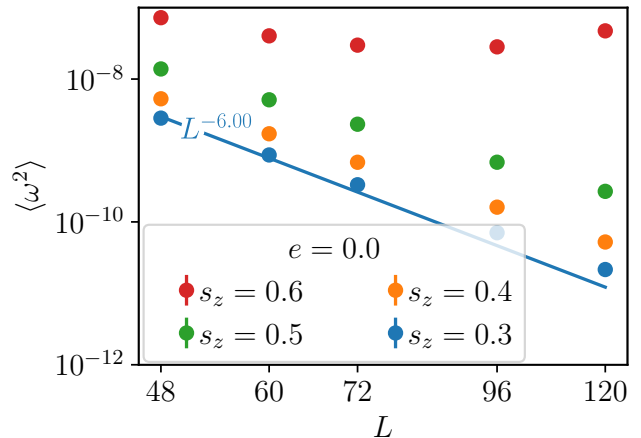 10^{-8}
L^{-6.00}
⟨ω^2⟩
10^{-10}
e = 0.0
s_z = 0.6
s_z = 0.4
s_z = 0.5
s_z = 0.3
10^{-12}
48 60 72 96 120
L